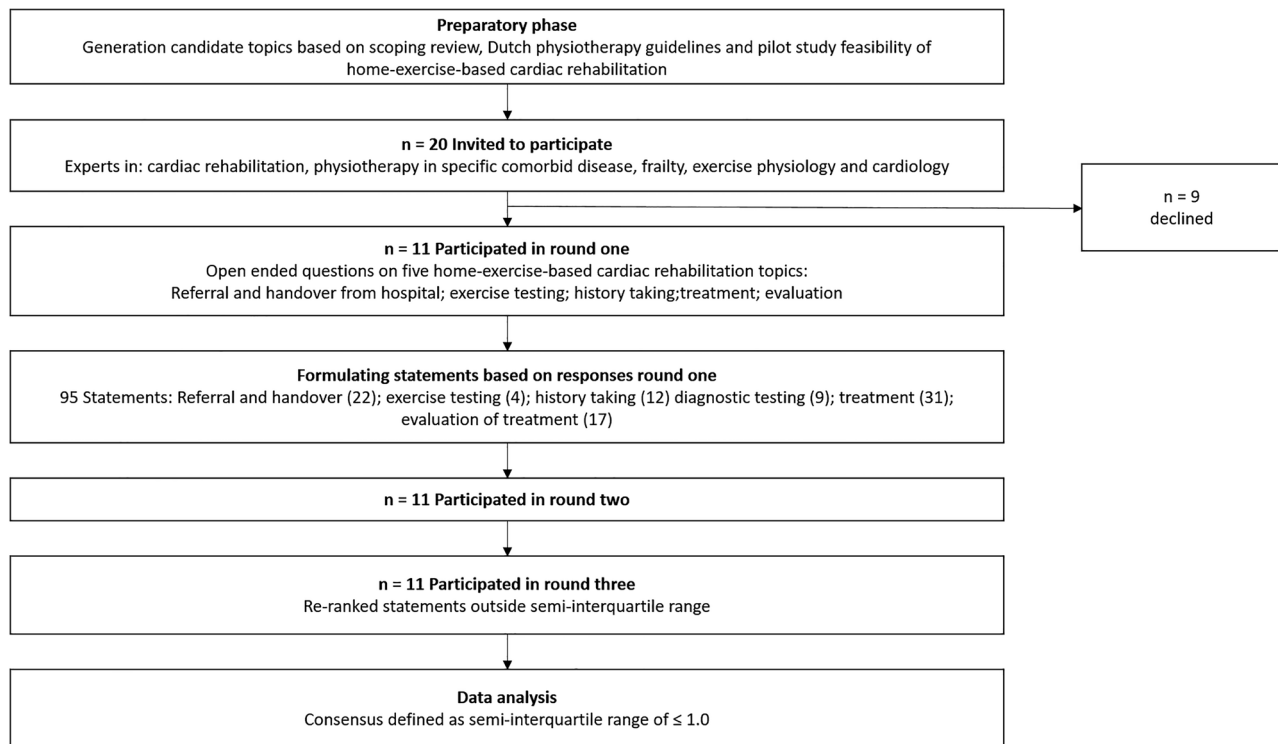 Preparatory phase
Generation candidate topics based on scoping review, Dutch physiotherapy guidelines and pilot study feasibility of
home-exercise-based cardiac rehabilitation
n = 20 Invited to participate
Experts in: cardiac rehabilitation, physiotherapy in specific comorbid disease, frailty, exercise physiology and cardiology
n = 9
declined
n = 11 Participated in round one
Open ended questions on five home-exercise-based cardiac rehabilitation topics:
Referral and handover from hospital; exercise testing; history taking;treatment; evaluation
Formulating statements based on responses round one
95 Statements: Referral and handover (22); exercise testing (4); history taking (12) diagnostic testing (9); treatment (31);
evaluation of treatment (17)
n = 11 Participated in round two
n = 11 Participated in round three
Re-ranked statements outside semi-interquartile range
Data analysis
Consensus defined as semi-interquartile range of ≤ 1.0